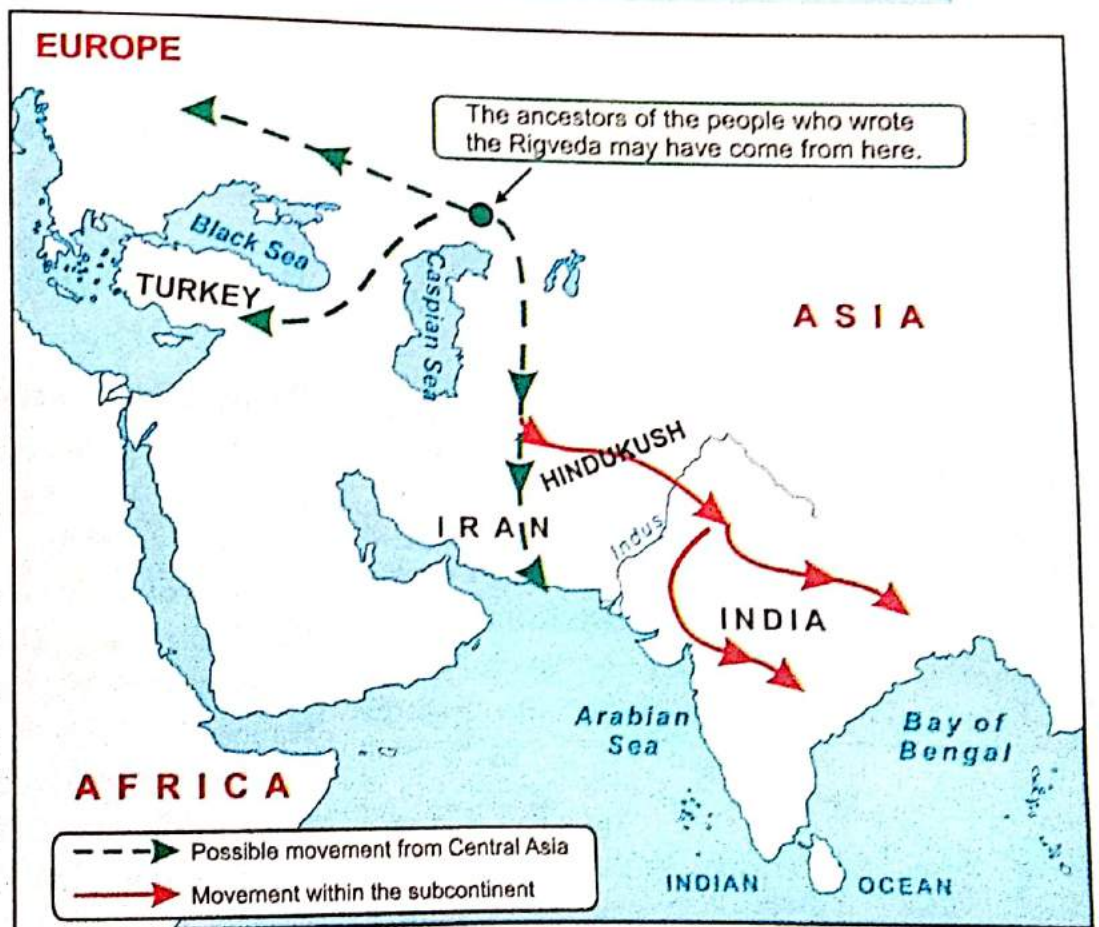 EUROPE
The ancestors of the people who wrote
the Rigveda may have come from here.
Black Sea
TURKEY
Caspian Sea
ASIA
HINDUKUSH
IRAN
Indus
INDIA
Arabian
Sea
Bay of
Bengal
AFRICA
Possible movement from Central Asia
Movement within the subcontinent
INDIAN OCEAN